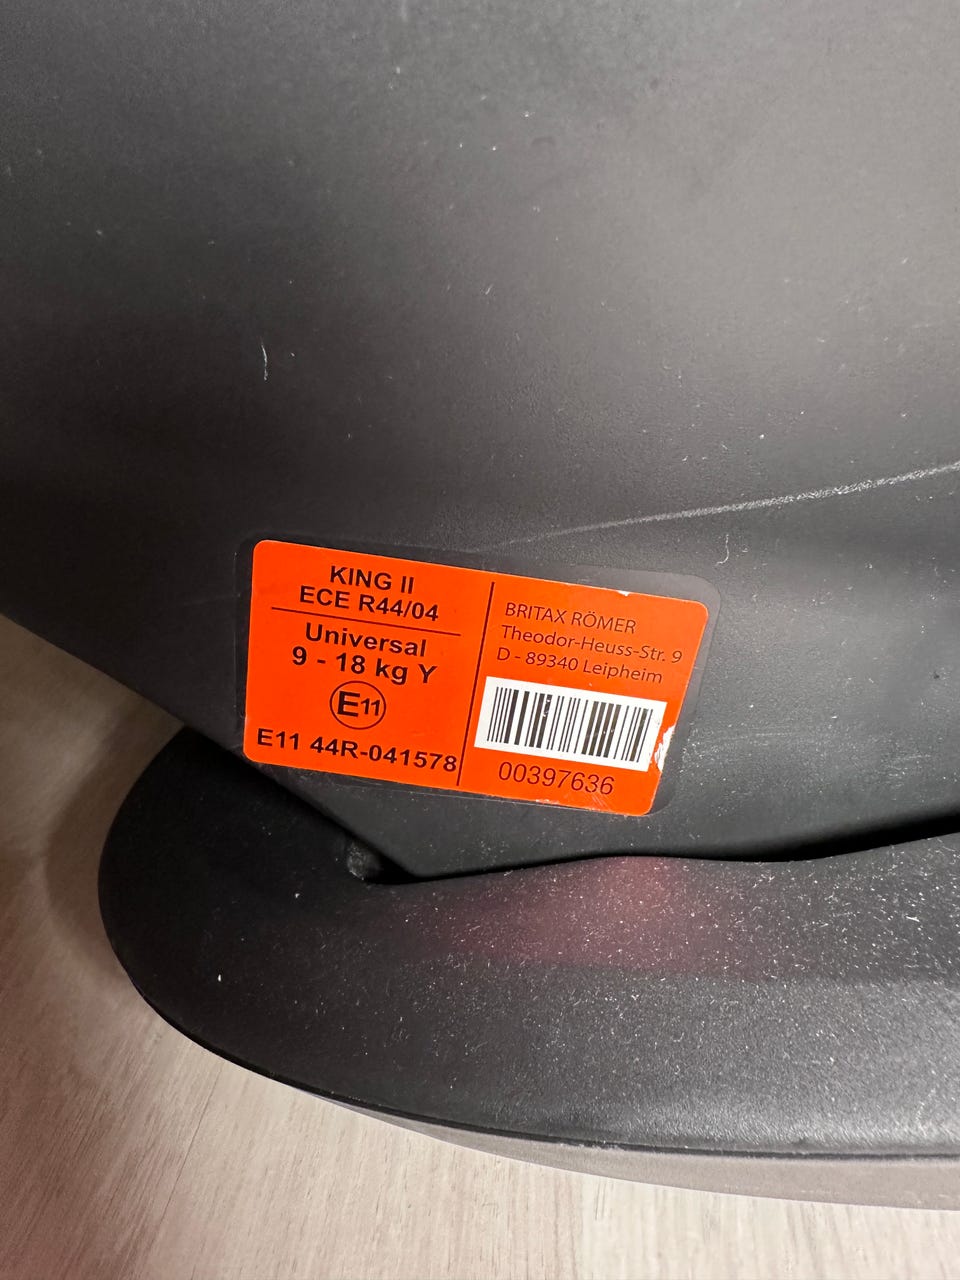 KING II
ECE R44/04
Universal
9 - 18 kg Y
E11
E11 44R-041578
BRITAX RÖMER
Theodor-Heuss-Str. 9
D - 89340 Leipheim
00397636